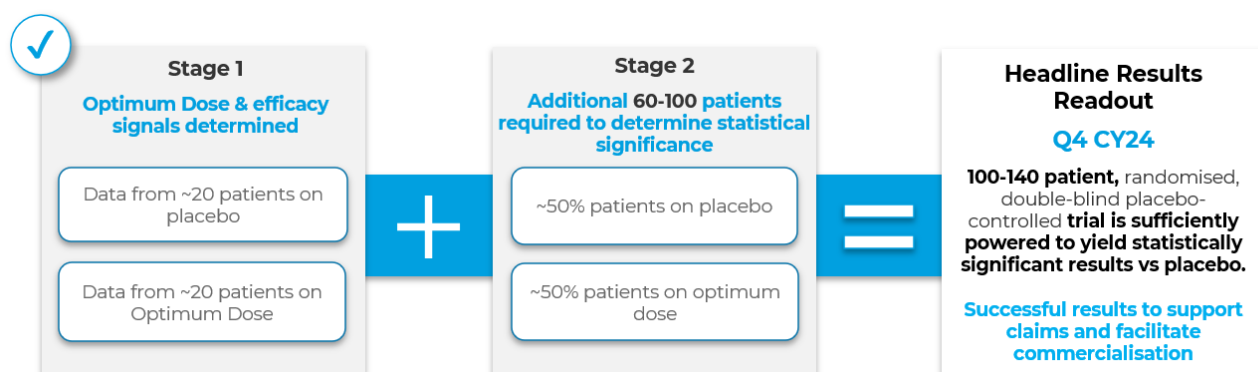 Stage 1
Optimum Dose & efficacy
signals determined
Data from ~20 patients on
placebo
Data from ~20 patients on
Optimum Dose
+
Stage 2
Additional 60-100 patients
required to determine statistical
significance
~50% patients on placebo
~50% patients on optimum
dose
=
Headline Results
Readout
Q4 CY24
100-140 patient, randomised,
double-blind placebo-
controlled trial is sufficiently
powered to yield statistically
significant results vs placebo.
Successful results to support
claims and facilitate
commercialisation